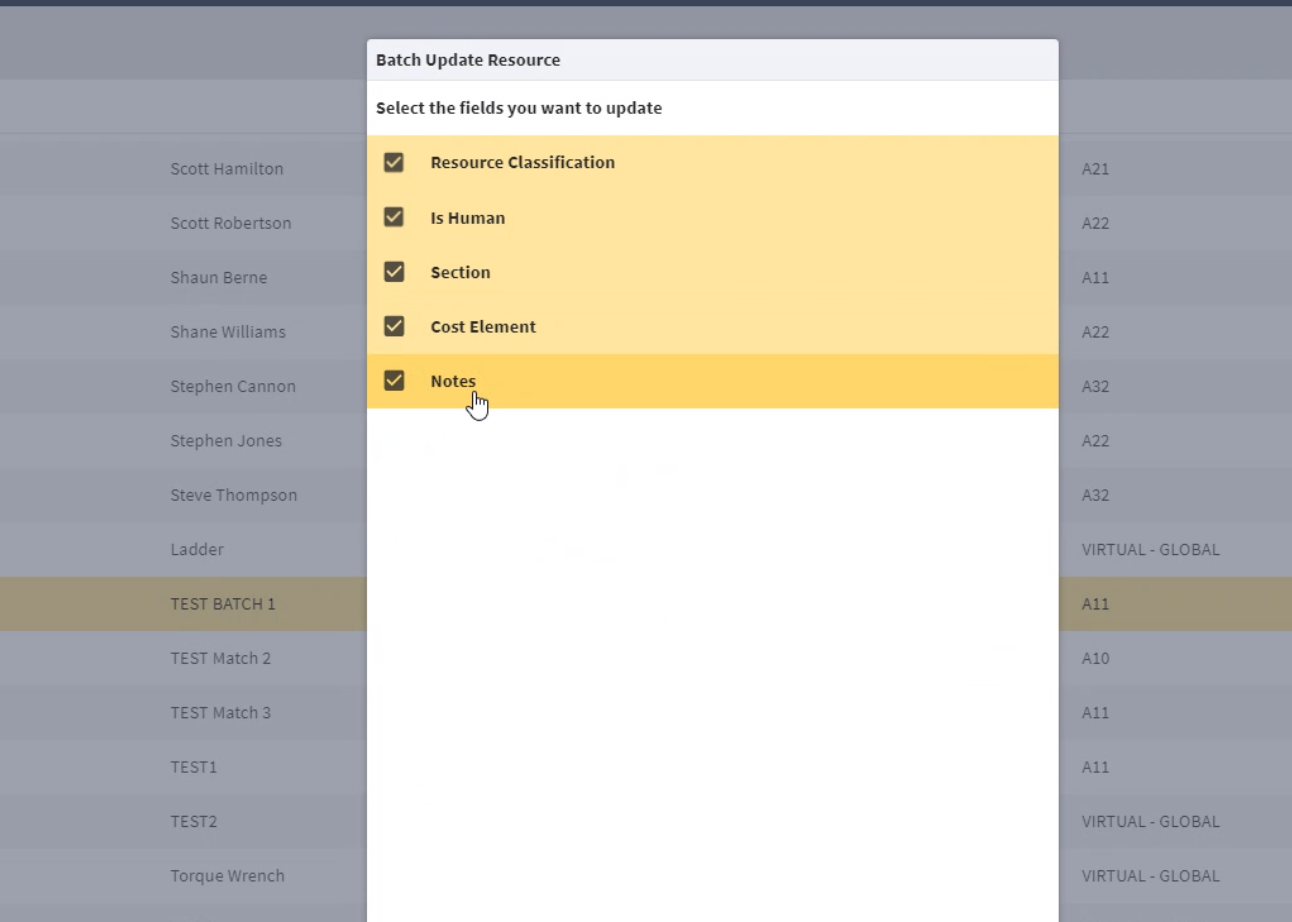 Batch Update Resource
Select the fields you want to update
Resource Classification
Is Human
Section
Cost Element
Notes
Scott Hamilton A21
Scott Robertson A22
Shaun Berne A11
Shane Williams A22
Stephen Cannon A32
Stephen Jones A22
Steve Thompson A32
Ladder VIRTUAL - GLOBAL
TEST BATCH 1 A11
TEST Match 2 A10
TEST Match 3 A11
TEST1 A11
TEST2 VIRTUAL - GLOBAL
Torque Wrench VIRTUAL - GLOBAL